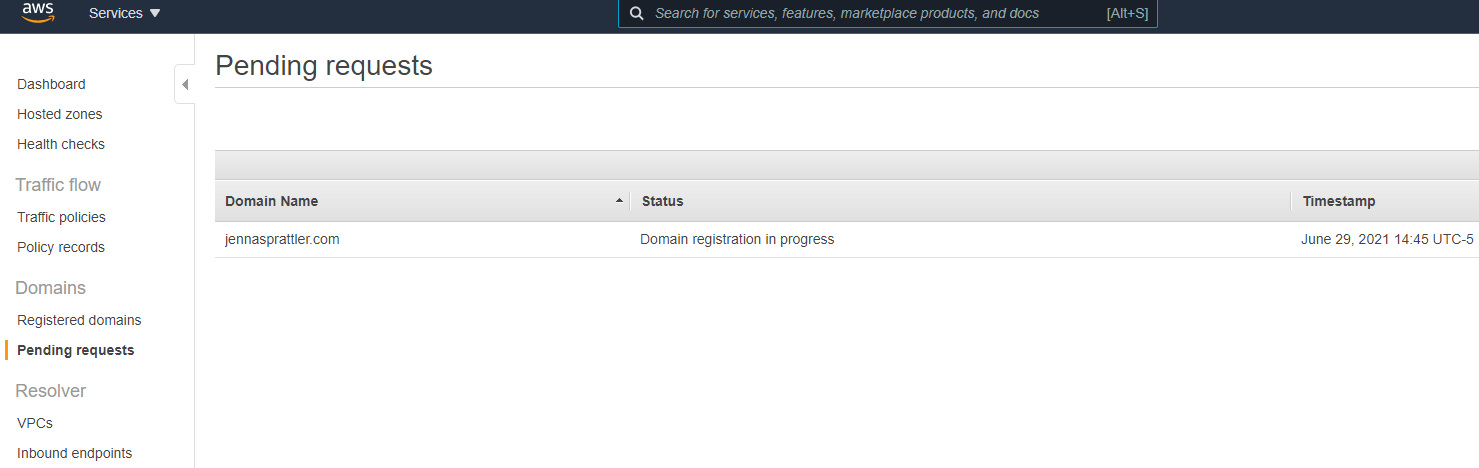 aws
Services
Search for services, features, marketplace products, and docs [Alt+S]
Dashboard
Hosted zones
Health checks
Traffic flow
Traffic policies
Policy records
Domains
Registered domains
Pending requests
Resolver
VPCs
Inbound endpoints
Pending requests
Domain Name Status Timestamp
jennasprattler.com Domain registration in progress June 29, 2021 14:45 UTC-5